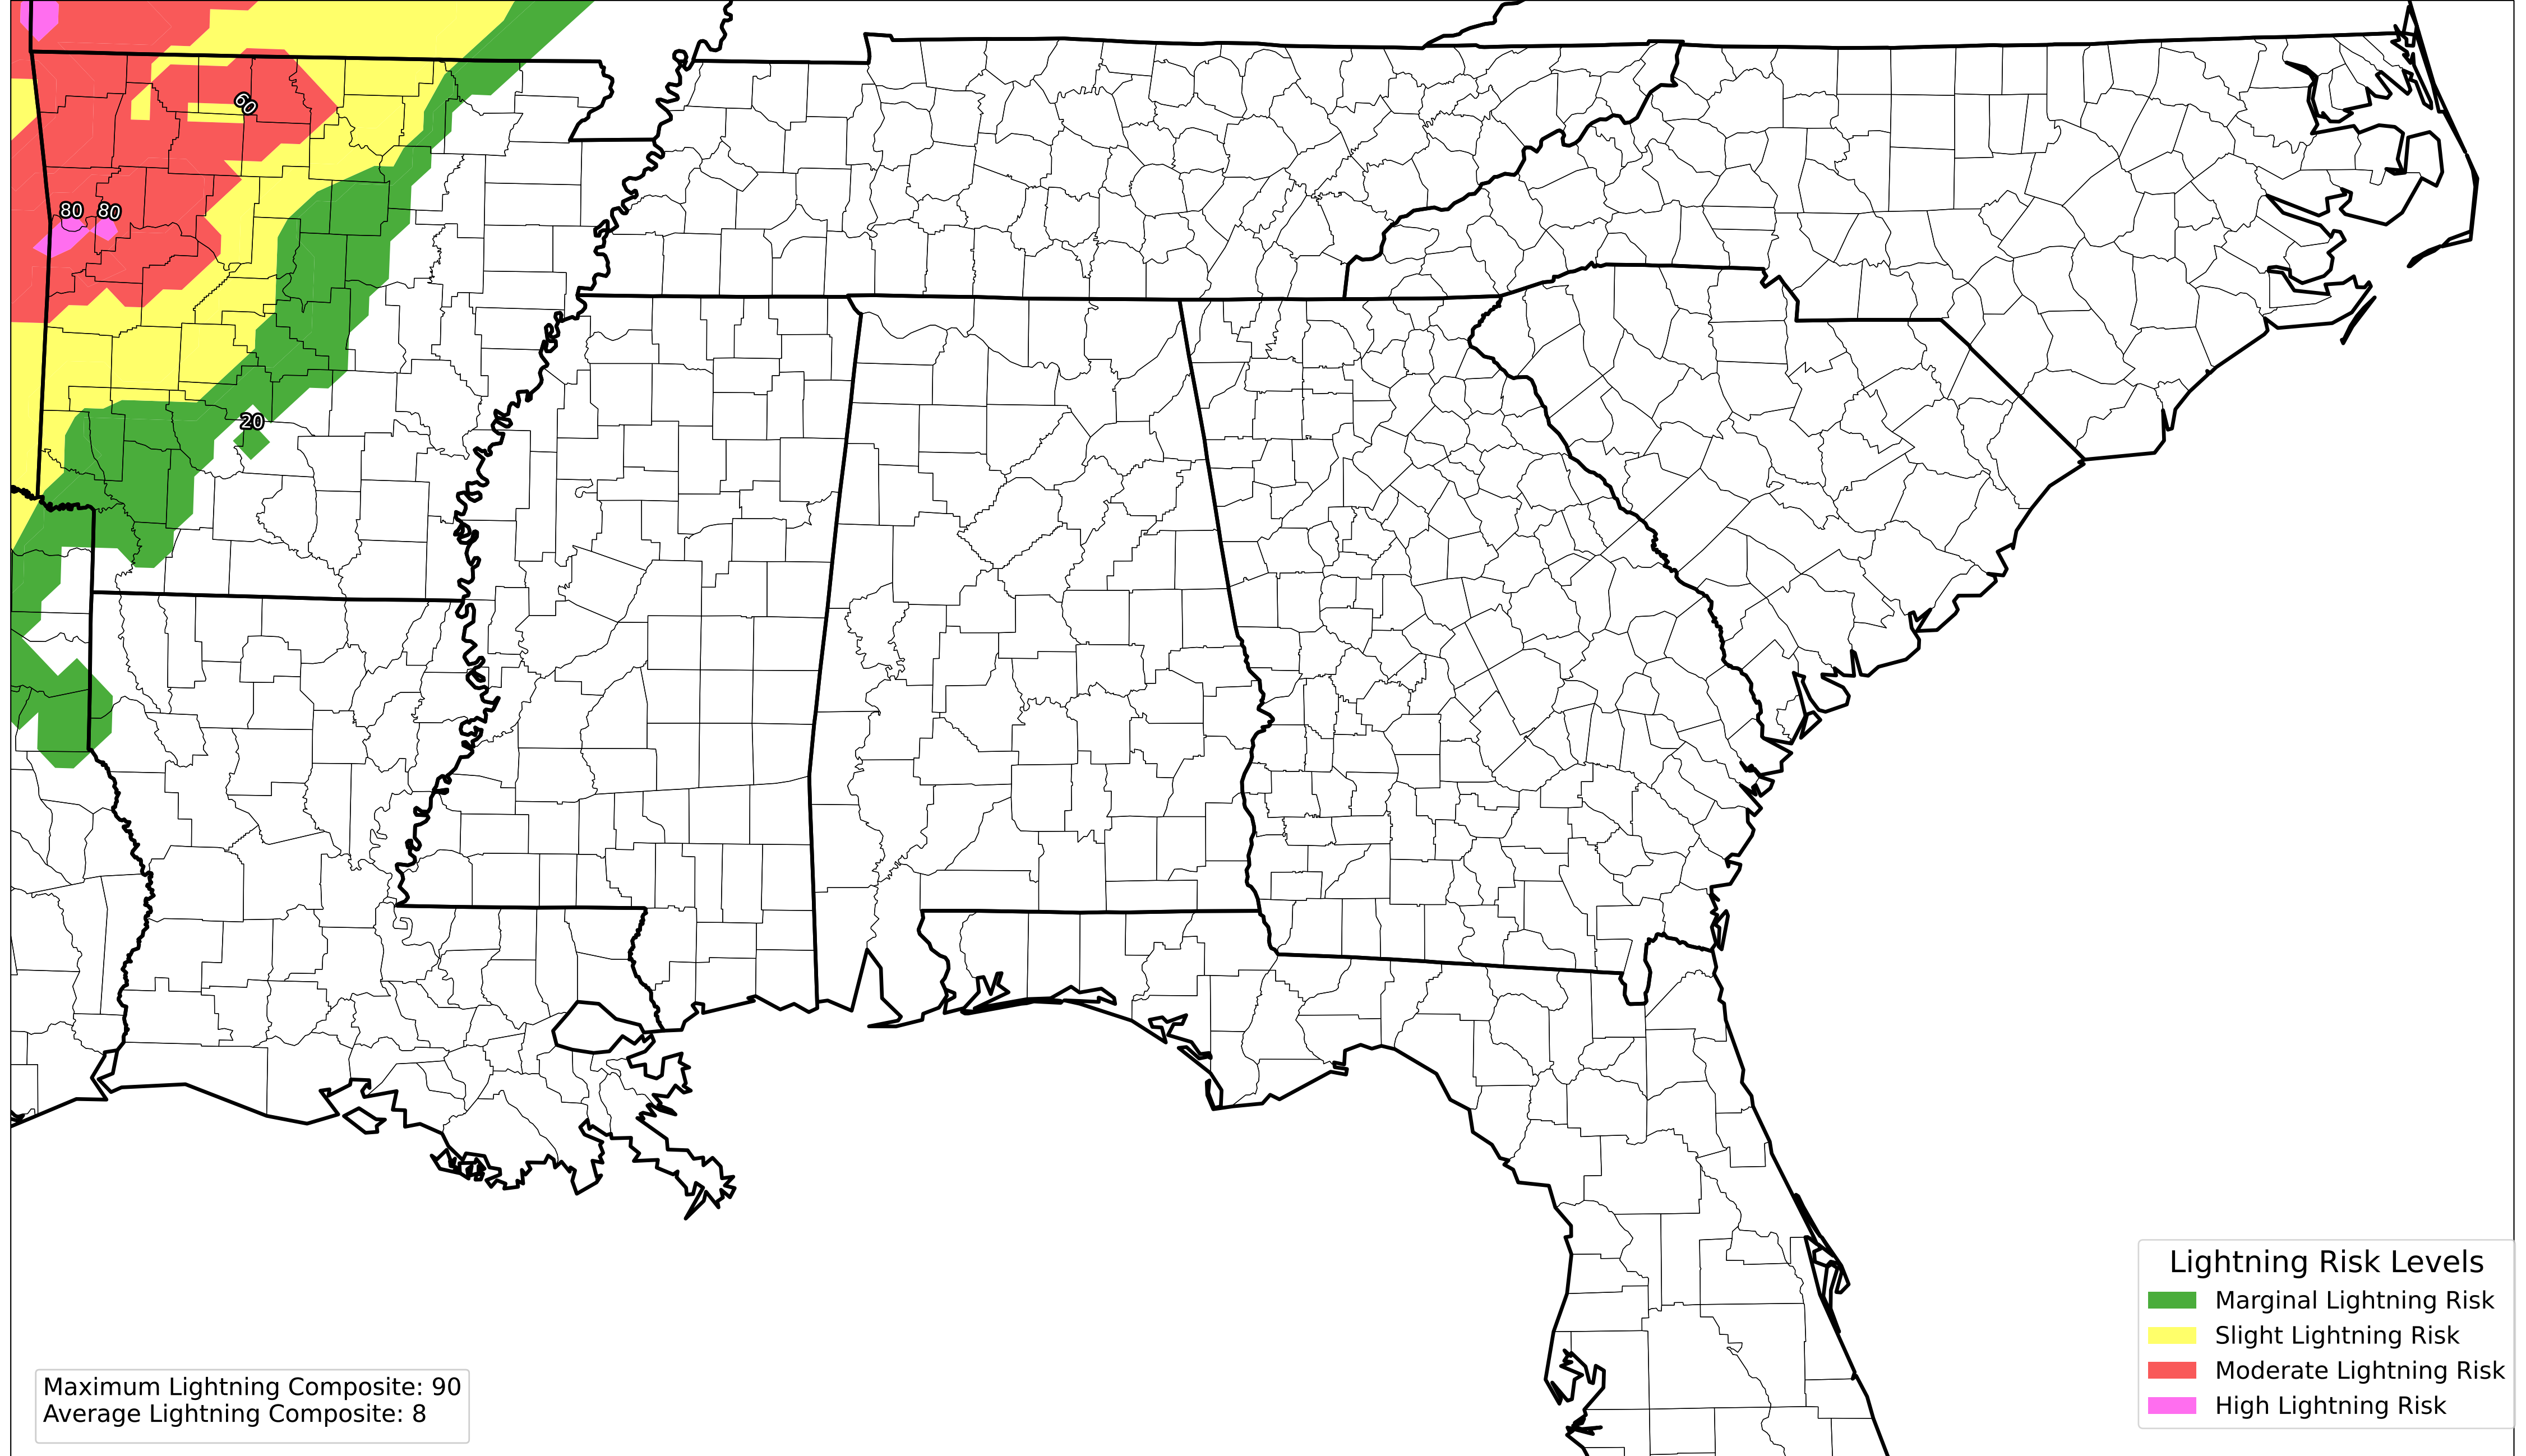 60
80 80
20
Lightning Risk Levels
Marginal Lightning Risk
Slight Lightning Risk
Moderate Lightning Risk
High Lightning Risk
Maximum Lightning Composite: 90
Average Lightning Composite: 8